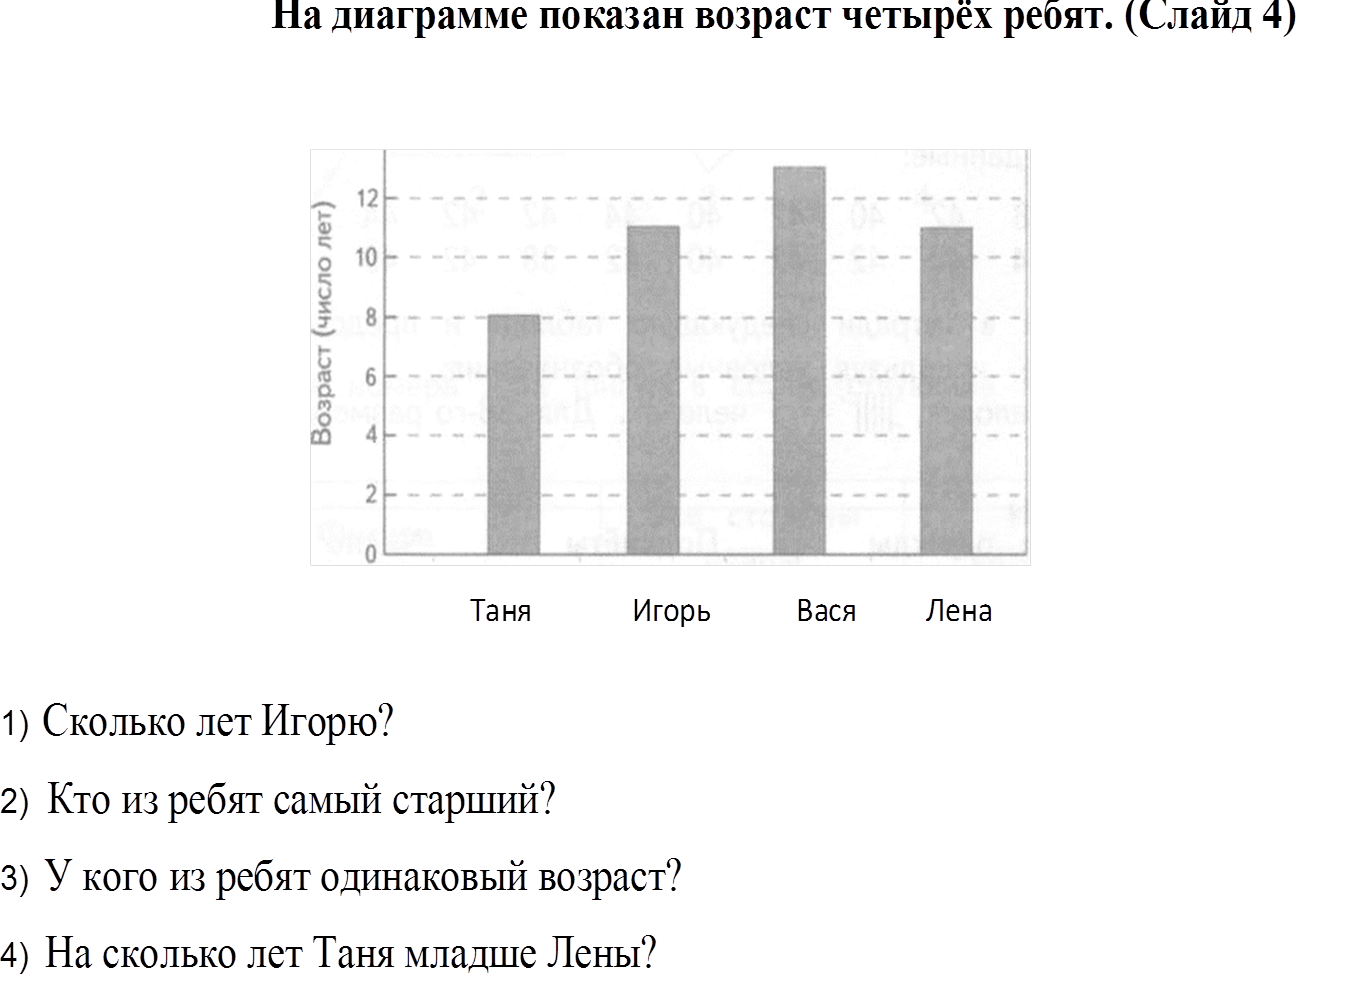 На диаграмме показан возраст четырёх ребят. (Слайд 4)
Возраст (число лет)
12
10
8
6
4
2
0
Таня Игорь Вася Лена
1) Сколько лет Игорю?
2) Кто из ребят самый старший?
3) У кого из ребят одинаковый возраст?
4) На сколько лет Таня младше Лены?